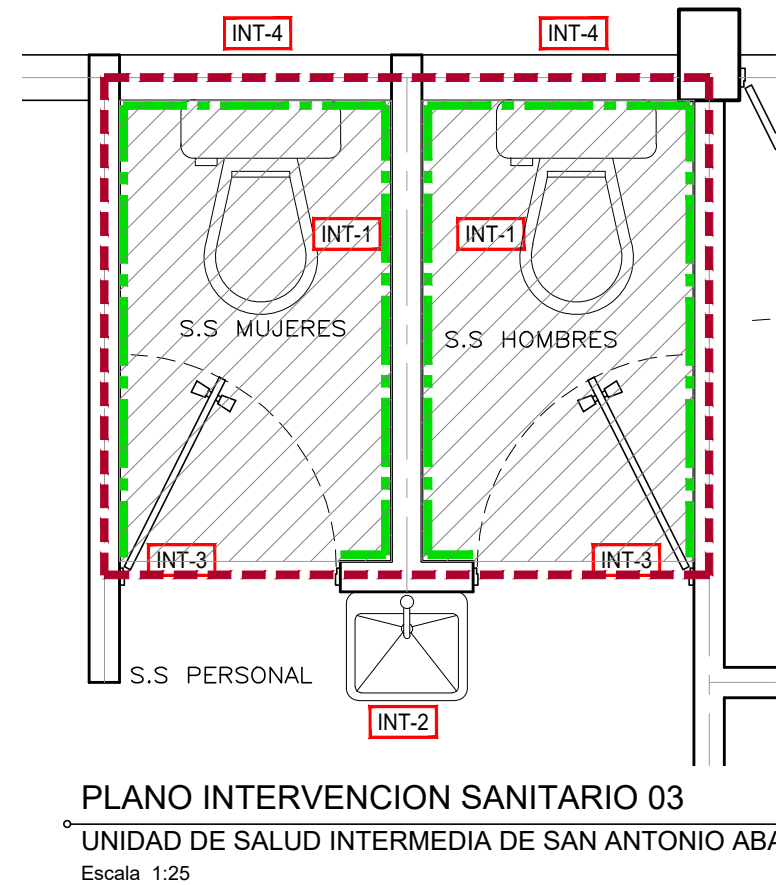 INT-4 INT-4
INT-1 INT-1
S.S MUJERES S.S HOMBRES
INT-3 INT-3
S.S PERSONAL
INT-2
PLANO INTERVENCION SANITARIO 03
UNIDAD DE SALUD INTERMEDIA DE SAN ANTONIO ABA
Escala 1:25